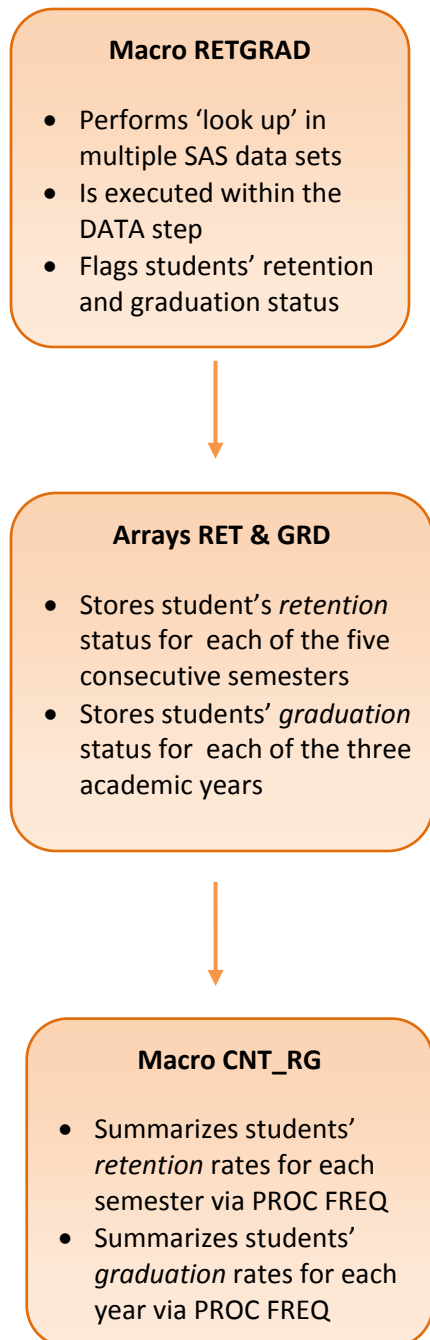 Macro RETGRAD
• Performs ‘look up’ in
multiple SAS data sets
• Is executed within the
DATA step
• Flags students’ retention
and graduation status
Arrays RET & GRD
• Stores student’s retention
status for each of the five
consecutive semesters
• Stores students’ graduation
status for each of the three
academic years
Macro CNT_RG
• Summarizes students’
retention rates for each
semester via PROC FREQ
• Summarizes students’
graduation rates for each
year via PROC FREQ